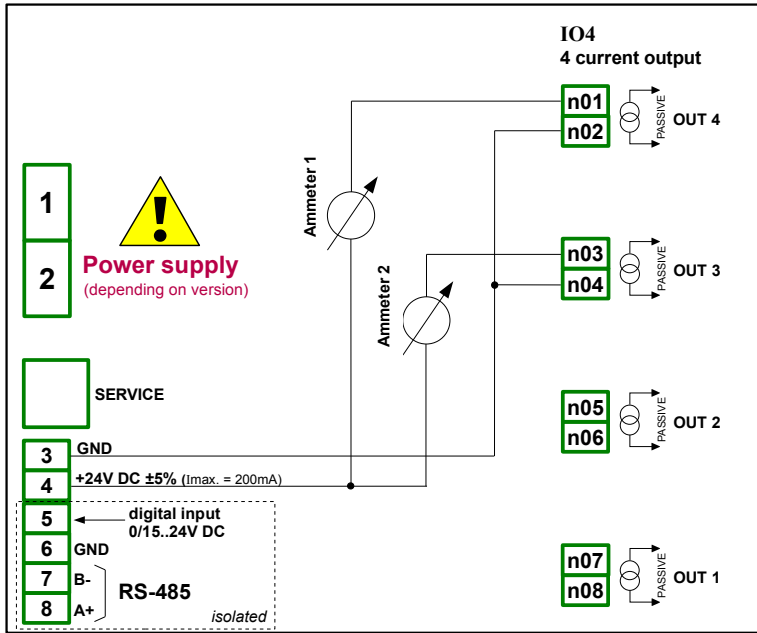 IO4
4 current output
n01
n02
PASSIVE
OUT 4
Ammeter 1
1
2
!
Power supply
(depending on version)
n03
n04
PASSIVE
OUT 3
Ammeter 2
SERVICE
n05
n06
PASSIVE
OUT 2
3
GND
4
+24V DC ±5% (Imax. = 200mA)
5
digital input
0/15..24V DC
6
GND
7
B-
RS-485
8
A+
isolated
n07
n08
PASSIVE
OUT 1